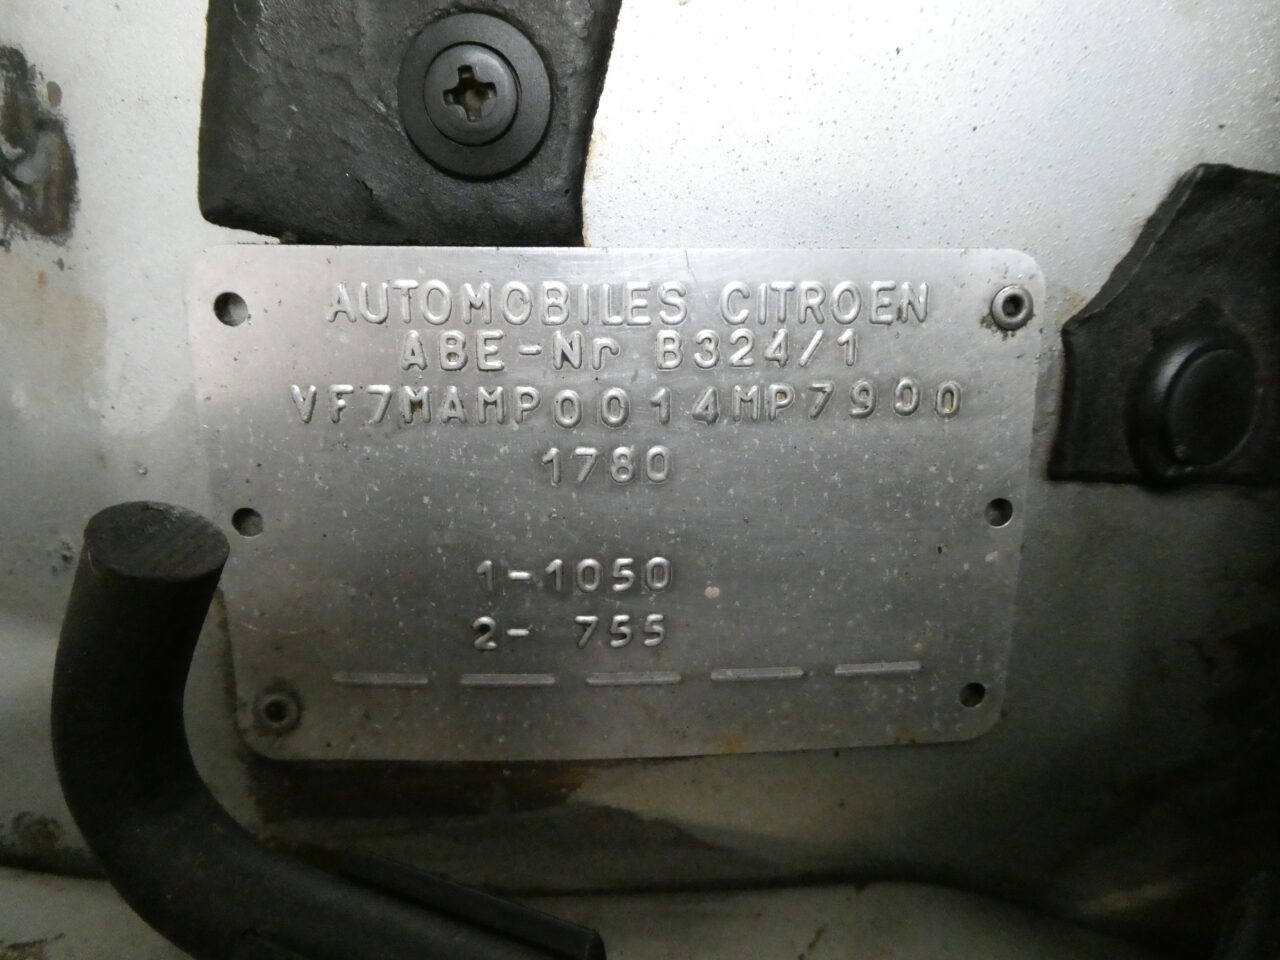 AUTOMOBILES CITROEN
ABE-Nr B324/1
VF7MAMP0014MP7900
1780
1-1050
2- 755